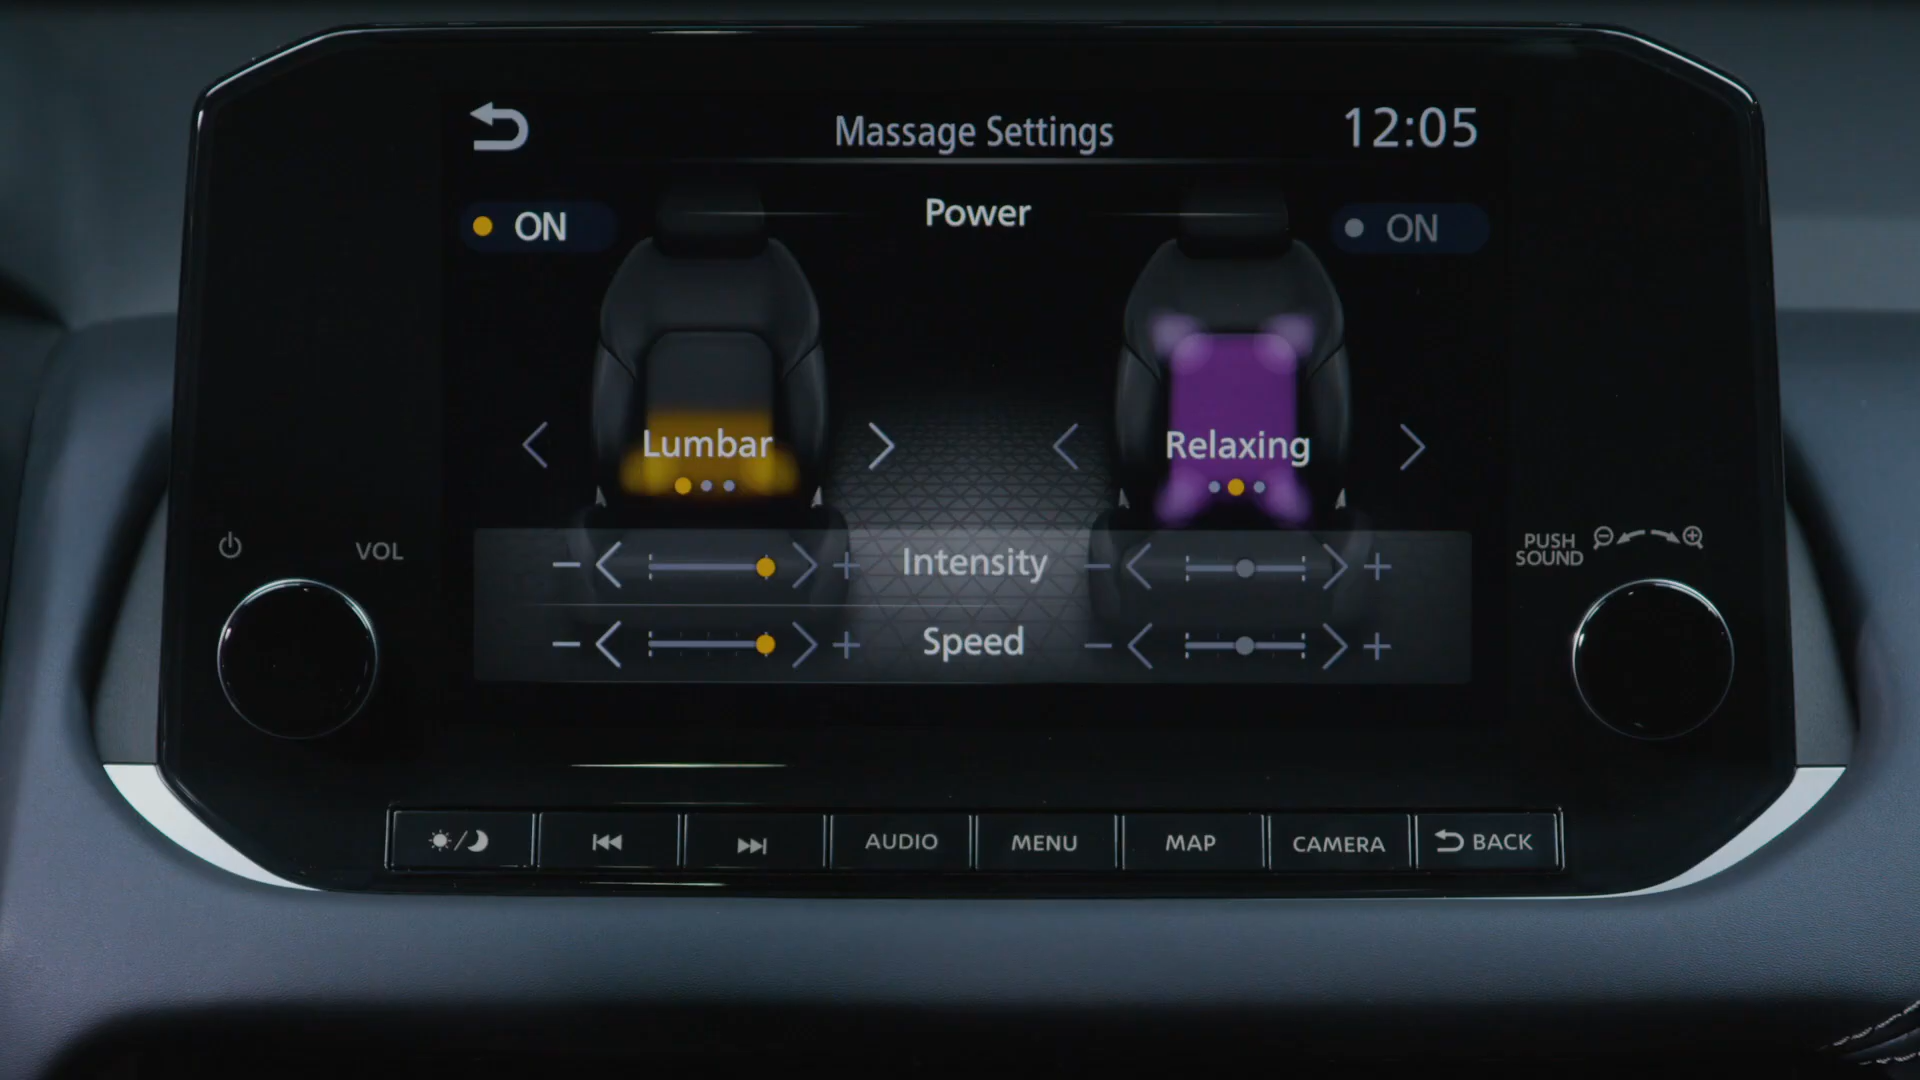 Massage Settings
12:05
Power
ON
ON
Lumbar
Relaxing
VOL
PUSH
SOUND
- Intensity +
- Speed +
AUDIO
MENU
MAP
CAMERA
BACK